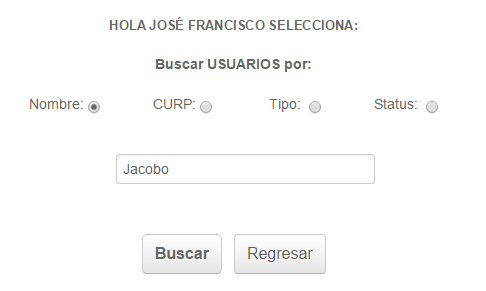 HOLA JOSÉ FRANCISCO SELECCIONA:
Buscar USUARIOS por:
Nombre: CURP: Tipo: Status:
Jacobo
Buscar Regresar